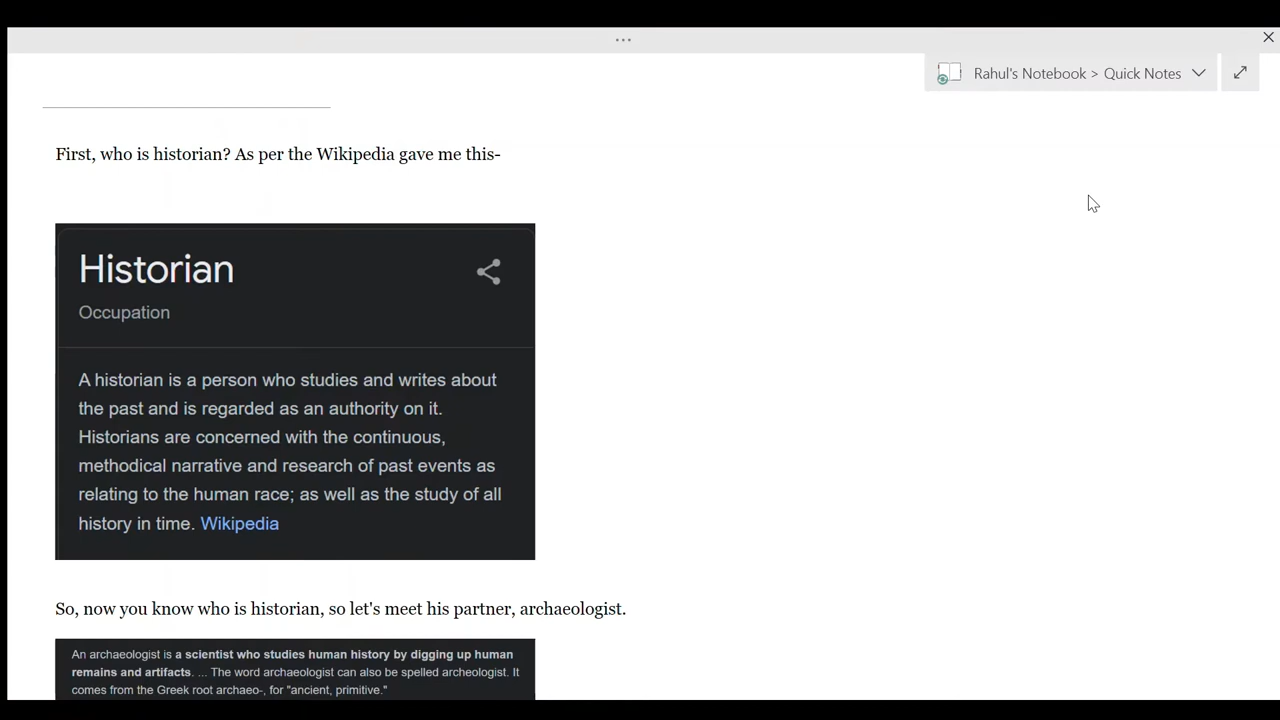 Rahul's Notebook > Quick Notes
First, who is historian? As per the Wikipedia gave me this-
Historian
Occupation
A historian is a person who studies and writes about
the past and is regarded as an authority on it.
Historians are concerned with the continuous,
methodical narrative and research of past events as
relating to the human race; as well as the study of all
history in time. Wikipedia
So, now you know who is historian, so let's meet his partner, archaeologist.
An archaeologist is a scientist who studies human history by digging up human
remains and artifacts. ... The word archaeologist can also be spelled archeologist. It
comes from the Greek root archaeo-, for "ancient, primitive."